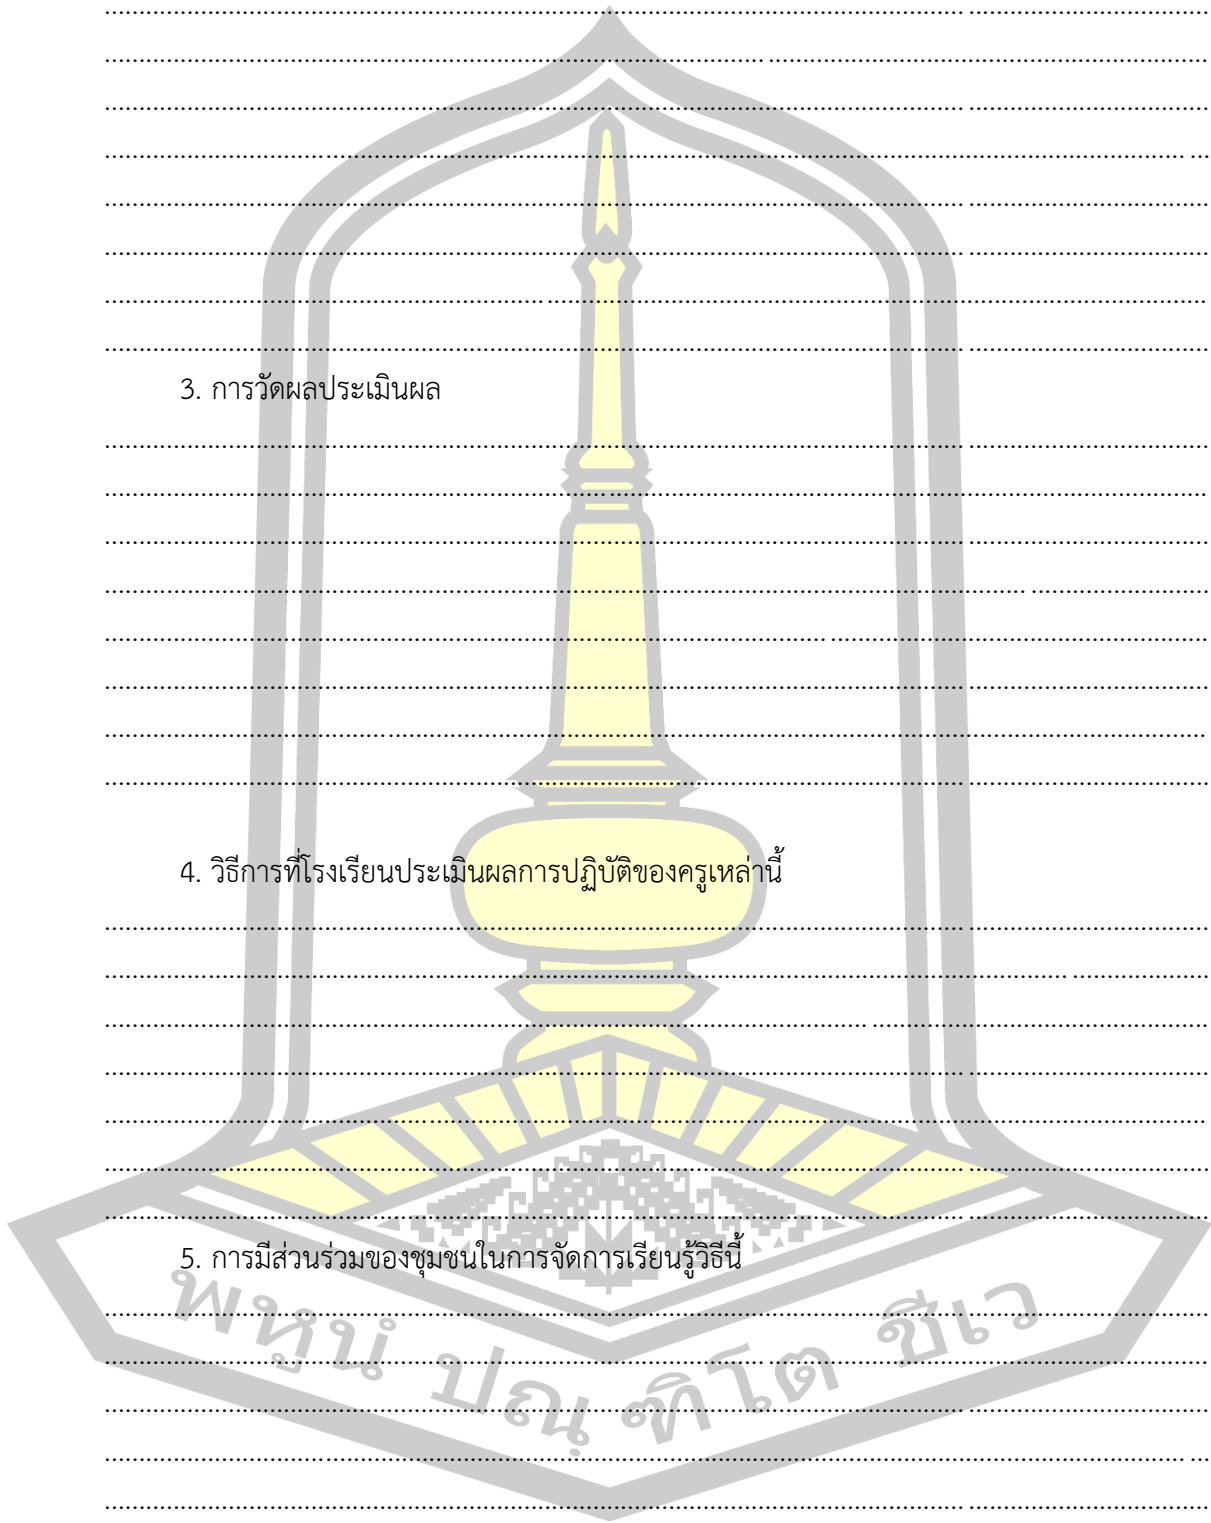 3. การวัดผลประเมินผล
4. วิธีการที่โรงเรียนประเมินผลการปฏิบัติของครูเหล่านี้
5. การมีส่วนร่วมของชุมชนในการจัดการเรียนรู้วิธีนี้
พหูนํ ปณฺฑิโต ชีเว